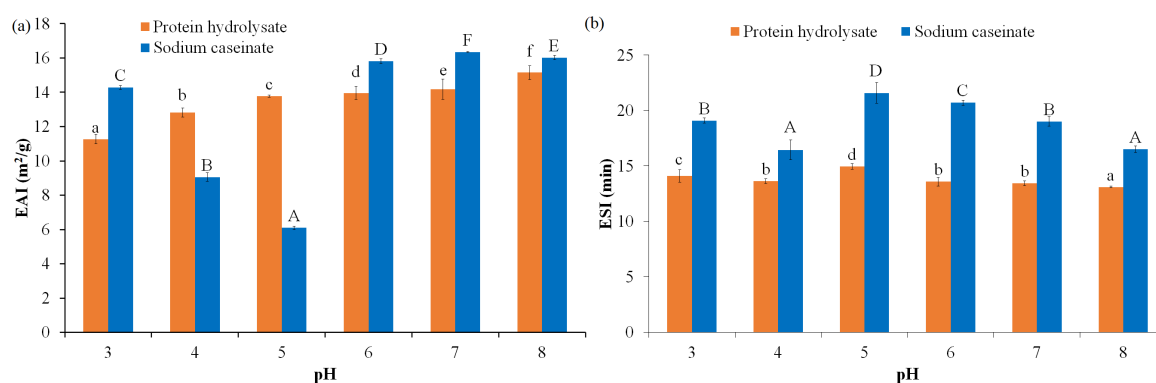 (a)
Protein hydrolysate
Sodium caseinate
EAI (m²/g)
18
16
14
12
10
8
6
4
2
0
a
C
b
B
c
A
d
D
e
F
f
E
3
4
5
6
7
8
pH
(b)
Protein hydrolysate
Sodium caseinate
ESI (min)
25
20
15
10
5
0
c
B
b
A
d
D
b
C
b
B
a
A
3
4
5
6
7
8
pH